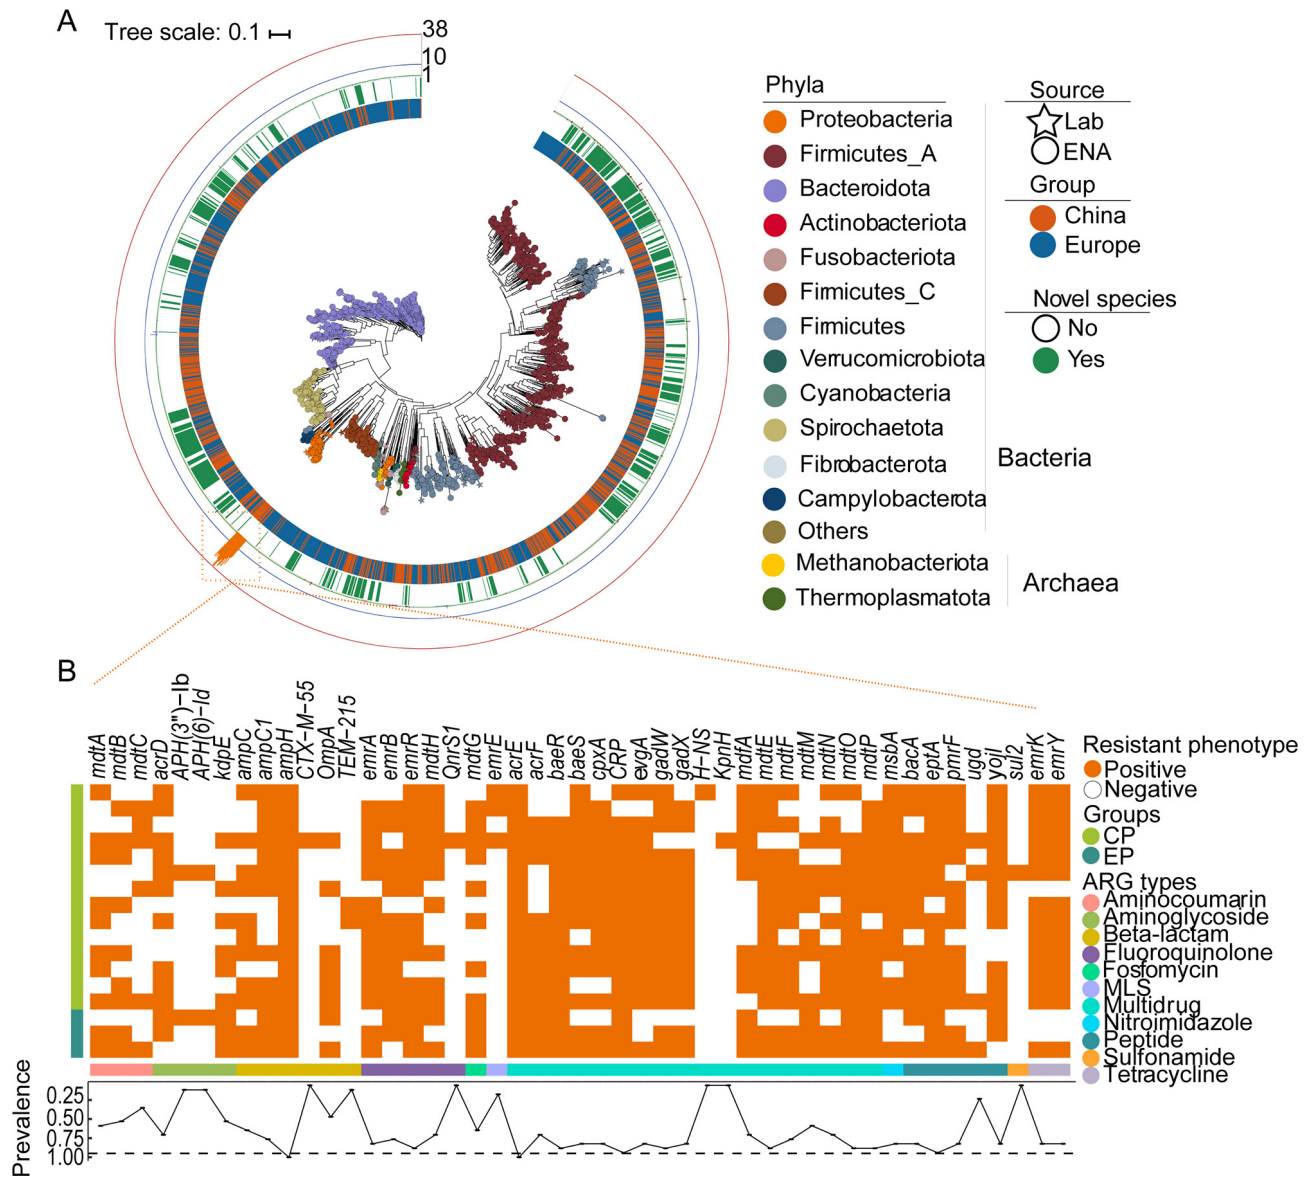 A
Tree scale: 0.1
38
10
1
Phyla
Proteobacteria
Firmicutes_A
Bacteroidota
Actinobacteriota
Fusobacteriota
Firmicutes_C
Firmicutes
Verrucomicrobiota
Cyanobacteria
Spirochaetota
Fibrobacterota
Campylobacterota
Others
Methanobacteriota
Thermoplasmatota
Bacteria
Archaea
Source
Lab
ENA
Group
China
Europe
Novel species
No
Yes
B
mdtA
mdtB
mdtC
acrD
APH(3")−Ib
APH(6)−Id
kdpE
ampC
ampC1
ampH
CTX−M−55
OmpA
TEM−215
emrA
emrB
emrR
mdtH
QnrS1
mdtG
emrE
acrE
acrF
baeR
baeS
cpxA
CRP
evgA
gadW
gadX
H−NS
KpnH
mdfA
mdtE
mdtF
mdtM
mdtN
mdtO
mdtP
msbA
bacA
eptA
pmrF
ugd
yojI
sul2
emrK
emrY
Resistant phenotype
Positive
Negative
Groups
CP
EP
ARG types
Aminocoumarin
Aminoglycoside
Beta-lactam
Fluoroquinolone
Fosfomycin
MLS
Multidrug
Nitroimidazole
Peptide
Sulfonamide
Tetracycline
Prevalence
0.25
0.50
0.75
1.00